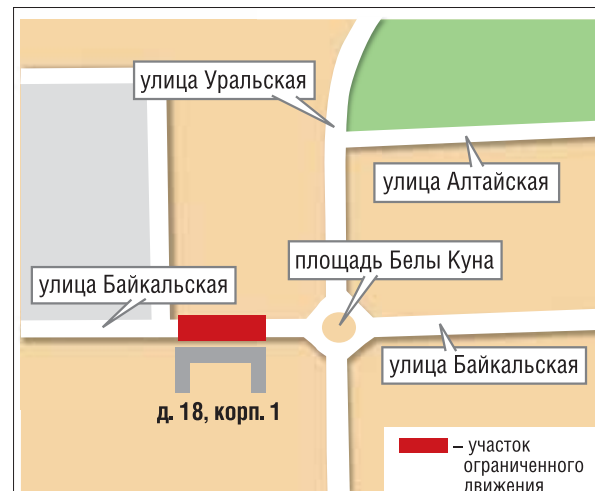 улица Уральская
улица Алтайская
площадь Белы Куна
улица Байкальская
улица Байкальская
д. 18, корп. 1
– участок
ограниченного
движения